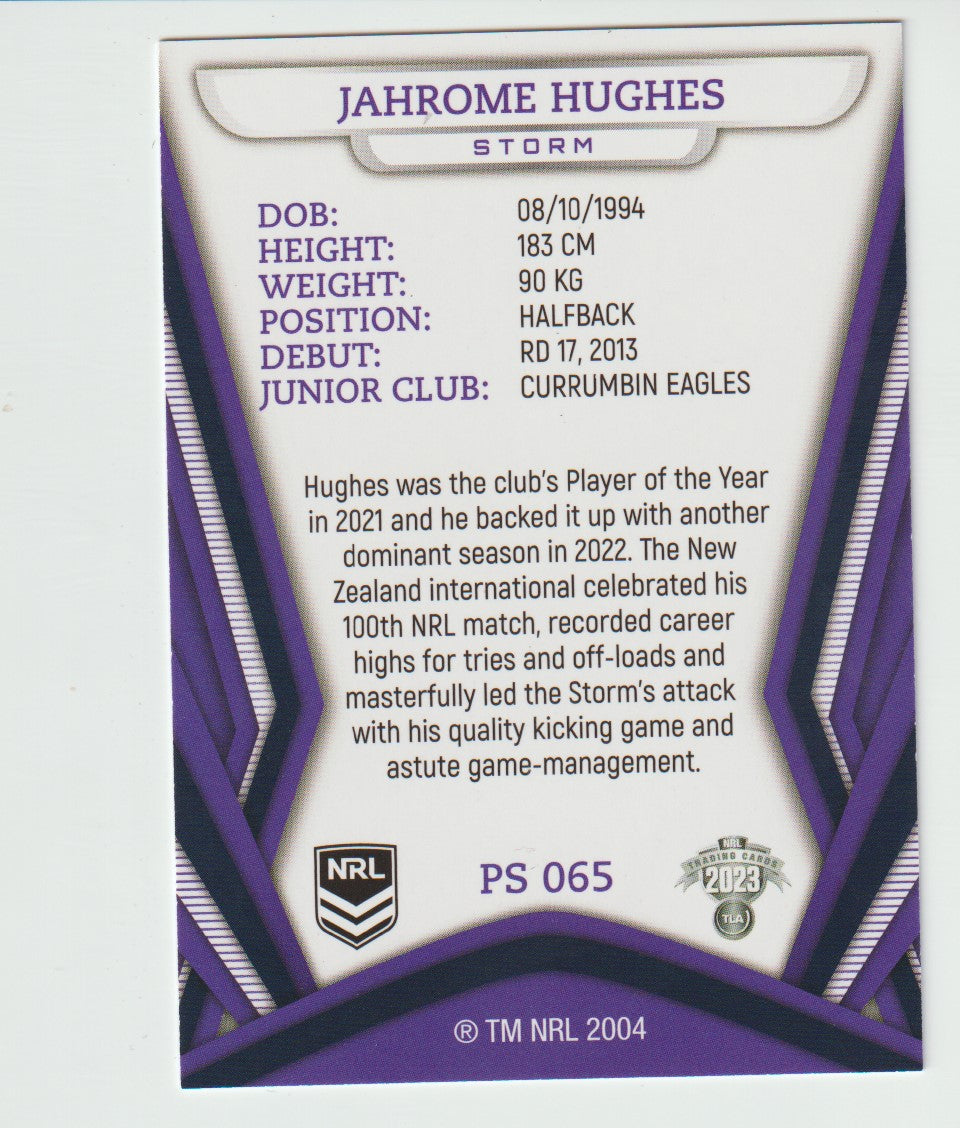 JAHROME HUGHES
STORM
DOB: 08/10/1994
HEIGHT: 183 CM
WEIGHT: 90 KG
POSITION: HALFBACK
DEBUT: RD 17, 2013
JUNIOR CLUB: CURRUMBIN EAGLES
Hughes was the club's Player of the Year
in 2021 and he backed it up with another
dominant season in 2022. The New
Zealand international celebrated his
100th NRL match, recorded career
highs for tries and off-loads and
masterfully led the Storm's attack
with his quality kicking game and
astute game-management.
NRL
PS 065
NRL
TRADING CARDS
2023
TLA
® TM NRL 2004